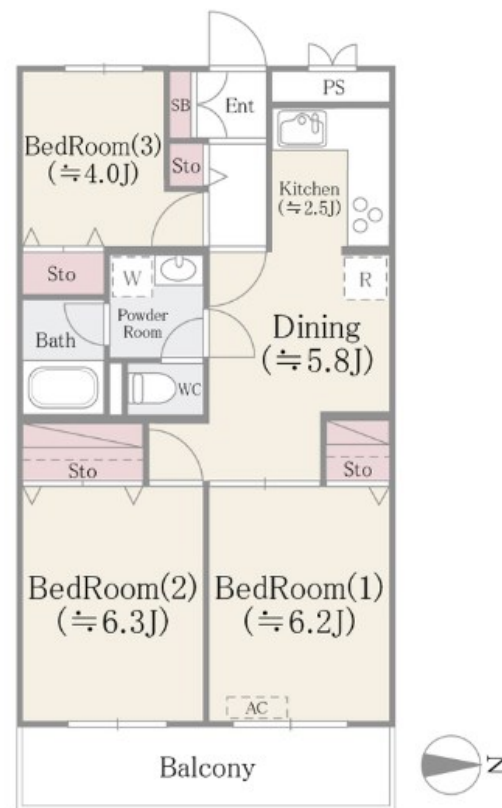 PS
SB
Ent
BedRoom(3)
(≒4.0J)
Sto
Kitchen
(≒2.5J)
Sto
W
R
Powder
Room
Bath
Dining
(≒5.8J)
WC
Sto
Sto
BedRoom(2)
(≒6.3J)
BedRoom(1)
(≒6.2J)
AC
Balcony
N